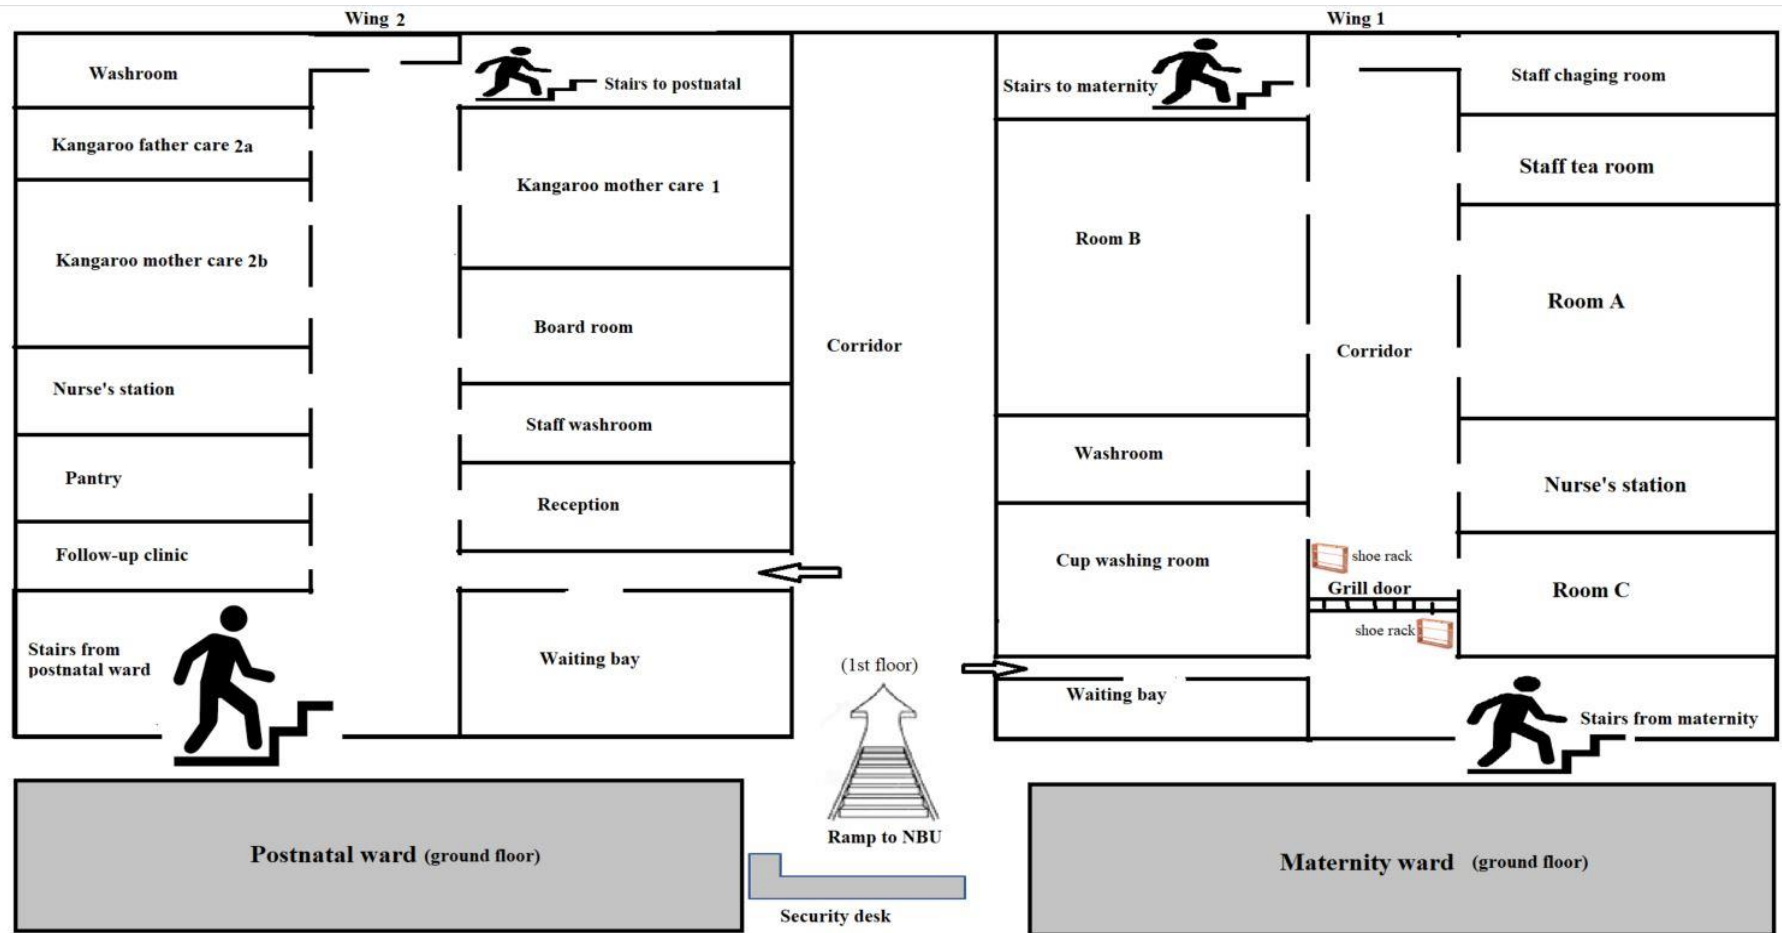 Wing 2
Wing 1
Washroom
Stairs to postnatal
Kangaroo father care 2a
Kangaroo mother care 1
Kangaroo mother care 2b
Board room
Nurse's station
Staff washroom
Pantry
Reception
Follow-up clinic
Stairs from
postnatal ward
Waiting bay
Corridor
(1st floor)
Ramp to NBU
Stairs to maternity
Staff chaging room
Staff tea room
Room B
Room A
Corridor
Washroom
Nurse's station
Cup washing room
shoe rack
Grill door
Room C
shoe rack
Waiting bay
Stairs from maternity
Postnatal ward (ground floor)
Security desk
Maternity ward (ground floor)